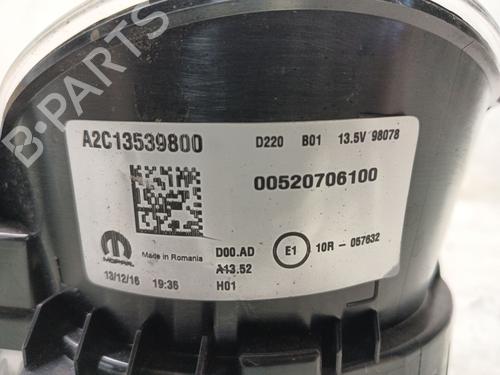 A2C13539800 D220 B01 13.5V 98078
00520706100
MOPAR Made in Romania D00.AD E1 10R - 057632
A13.52
13/12/16 19:36 H01
B-PARTS